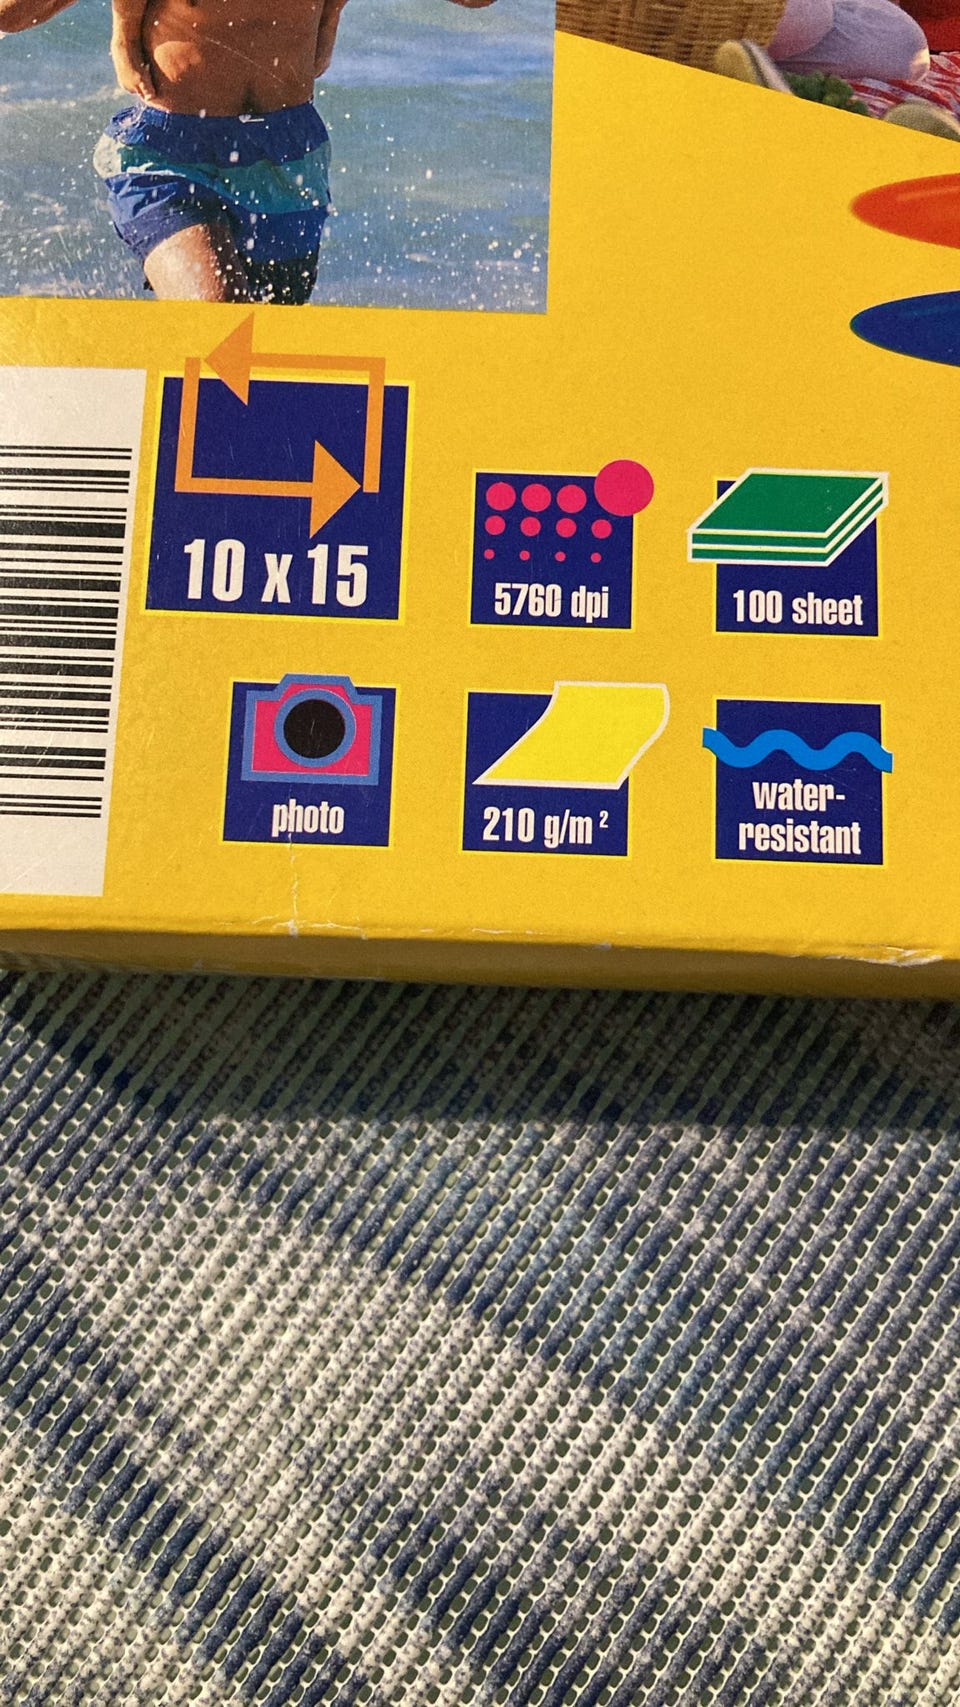 10 x 15
5760 dpi
100 sheet
photo
210 g/m²
water-
resistant